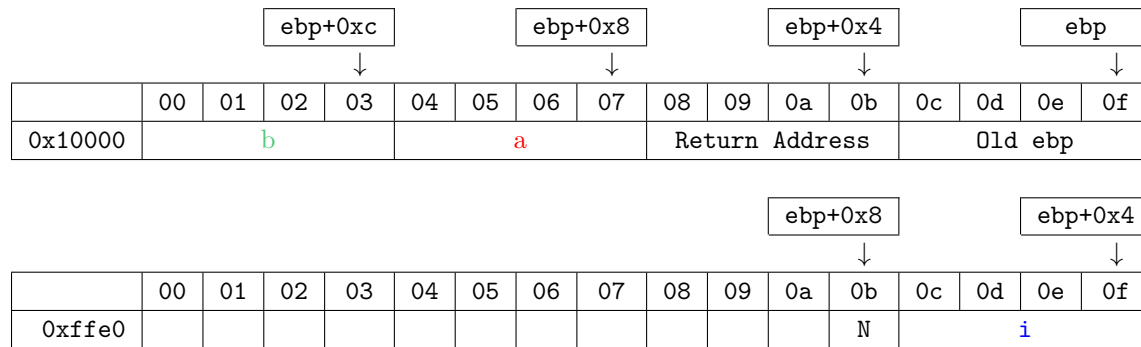 ebp+0xc ebp+0x8 ebp+0x4 ebp
↓ ↓ ↓ ↓
00 01 02 03 04 05 06 07 08 09 0a 0b 0c 0d 0e 0f
0x10000 b a Return Address Old ebp
ebp+0x8 ebp+0x4
↓ ↓
00 01 02 03 04 05 06 07 08 09 0a 0b 0c 0d 0e 0f
0xffe0 N i